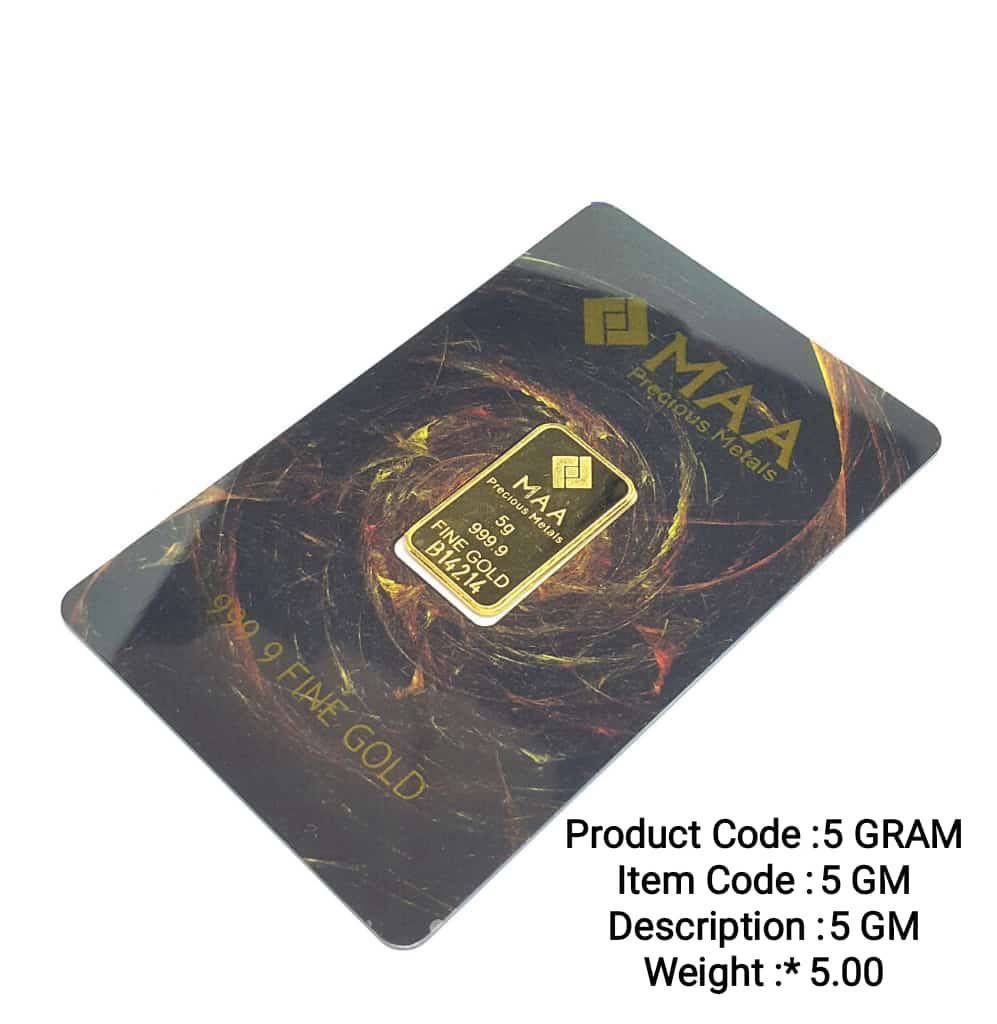 MAA
Precious Metals
MAA
Precious Metals
5g
999.9
FINE GOLD
B14214
999.9 FINE GOLD
Product Code :5 GRAM
Item Code : 5 GM
Description : 5 GM
Weight :* 5.00